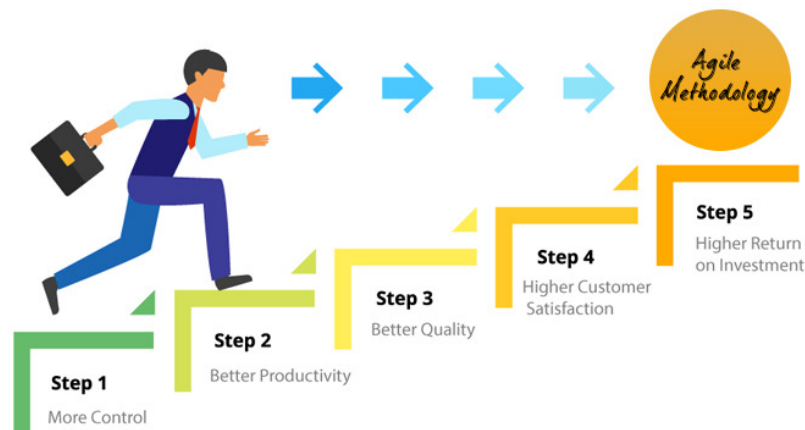 Agile
Methodology
Step 5
Higher Return
on Investment
Step 4
Higher Customer
Satisfaction
Step 3
Better Quality
Step 2
Better Productivity
Step 1
More Control